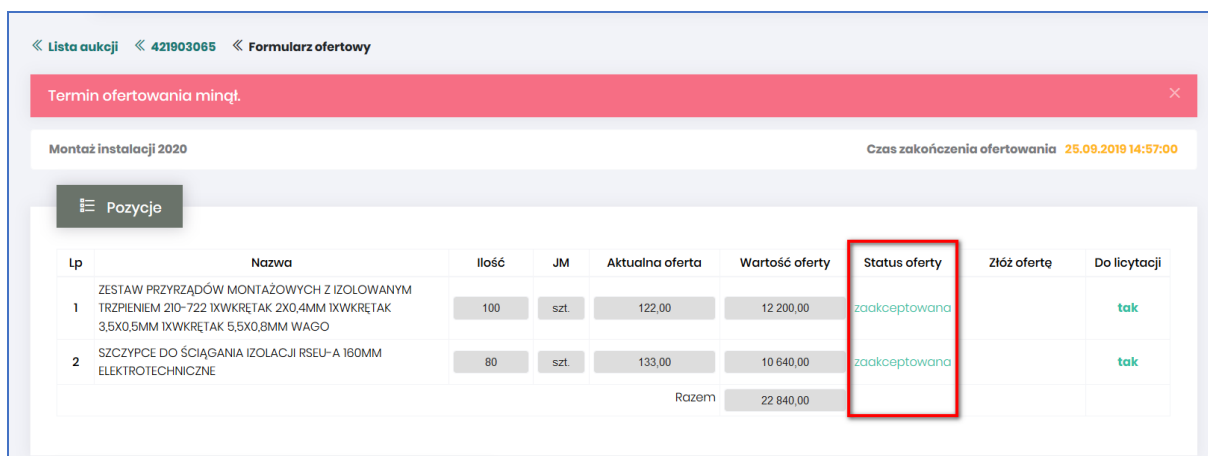 « Lista aukcji « 421903065 « Formularz ofertowy
Termin ofertowania minął. ×
Montaż instalacji 2020 Czas zakończenia ofertowania 25.09.2019 14:57:00
Pozycje
Lp Nazwa Ilość JM Aktualna oferta Wartość oferty Status oferty Złóż ofertę Do licytacji
ZESTAW PRZYRZĄDÓW MONTAŻOWYCH Z IZOLOWANYM
1 TRZPIENIEM 210-722 1XWKRĘTAK 2X0,4MM 1XWKRĘTAK 100 szt. 122,00 12 200,00 zaakceptowana tak
3,5X0,5MM 1XWKRĘTAK 5,5X0,8MM WAGO
2 SZCZYPCE DO ŚCIĄGANIA IZOLACJI RSEU-A 160MM 80 szt. 133,00 10 640,00 zaakceptowana tak
ELEKTROTECHNICZNE
Razem 22 840,00